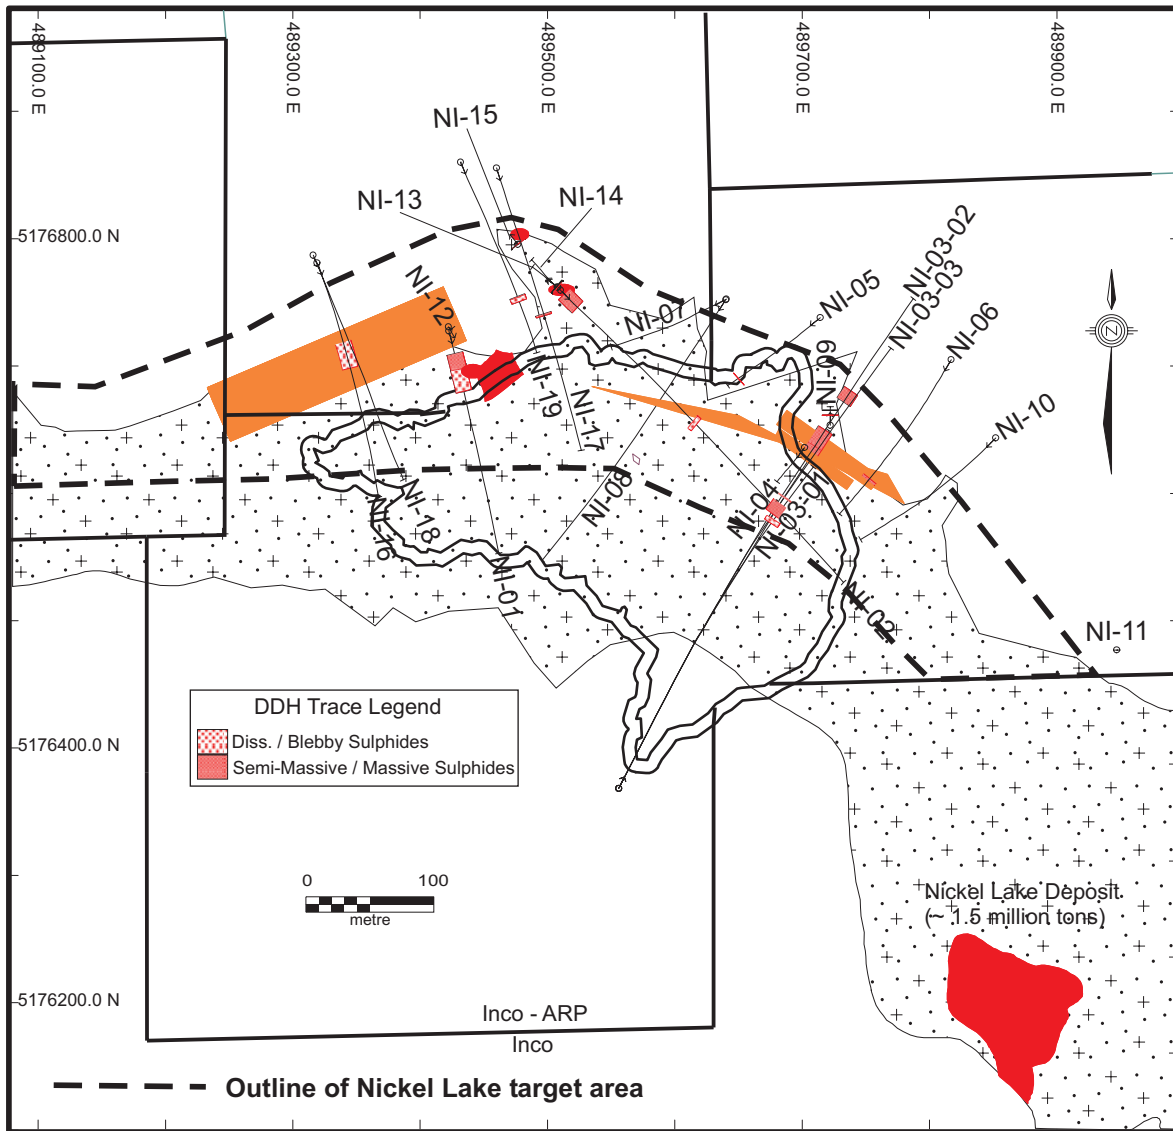 489100.0 E
489300.0 E
489500.0 E
489700.0 E
489900.0 E
NI-15
NI-13
NI-14
5176800.0 N
NI-12
NI-07
NI-05
NI-03-02
NI-03-03
NI-06
NI-09
NI-10
NI-19
NI-17
NI-08
NI-04
NI-03-01
NI-18
NI-16
NI-01
NI-02
NI-11
N
DDH Trace Legend
Diss. / Blebby Sulphides
Semi-Massive / Massive Sulphides
5176400.0 N
0 100
metre
Nickel Lake Deposit
(~ 1.5 million tons)
5176200.0 N
Inco - ARP
Inco
Outline of Nickel Lake target area